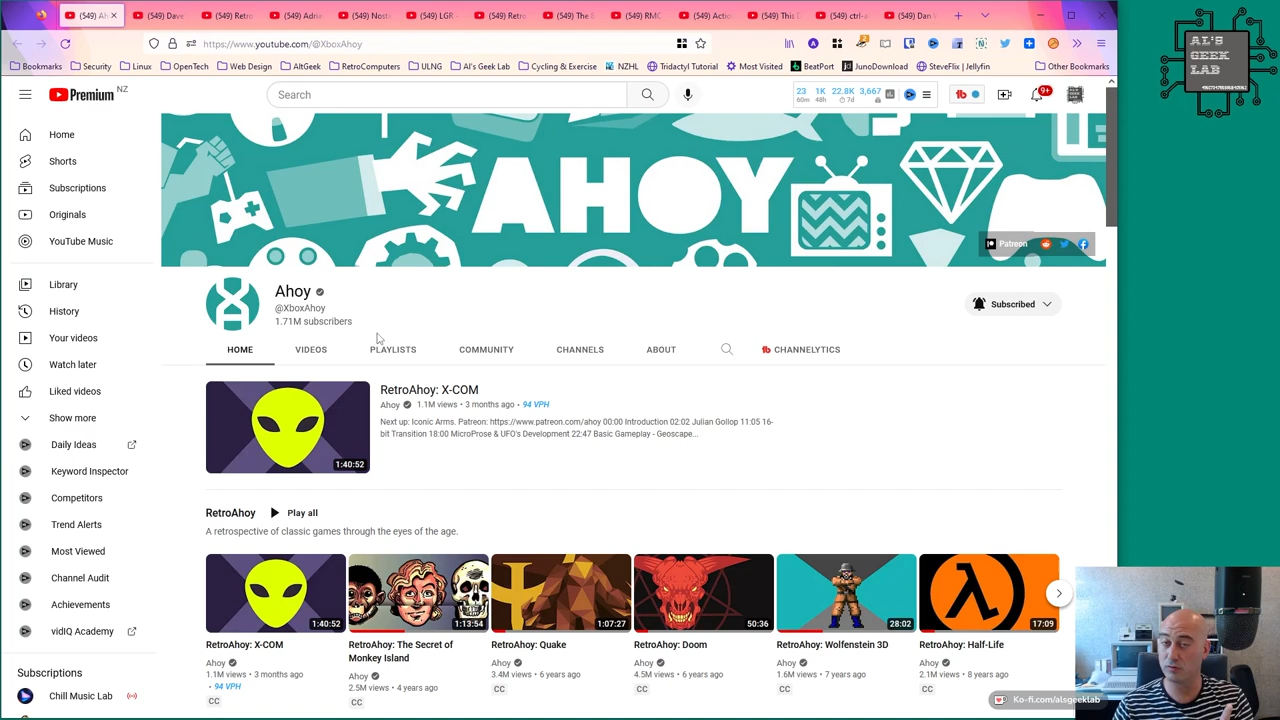 (549) Ah
(549) Dave
(549) Retro
(549) Adria
(549) Nosta
(549) LGR -
(549) Retro
(549) The 8
(549) RMC
(549) Actio
(549) This D
(549) ctrl-a
(549) Dan
https://www.youtube.com/@XboxAhoy
Bookmarks
Security
Linux
OpenTech
Web Design
AltGeek
RetroComputers
ULNG
Al's Geek
Cycling & Exercise
NZHL
Tridactyl Tutorial
Most Visited
BeatPort
JunoDownload
SteveFlix | Jellyfin
Other Bookmarks
AL'S
GEEK
LAB
Premium NZ
Search
23 1K 22.8K 3,667
60m 48h 7d
9+
Home
Shorts
Subscriptions
Originals
YouTube Music
Library
History
Your videos
Watch later
Liked videos
Show more
Daily Ideas
Keyword Inspector
Competitors
Trend Alerts
Most Viewed
Channel Audit
Achievements
vidIQ Academy
Subscriptions
Chill Music Lab
AHOY
Patreon
Ahoy
@XboxAhoy
1.71M subscribers
Subscribed
HOME VIDEOS PLAYLISTS COMMUNITY CHANNELS ABOUT CHANNELYTICS
1:40:52
RetroAhoy: X-COM
Ahoy 1.1M views • 3 months ago • 94 VPH
Next up: Iconic Arms. Patreon: https://www.patreon.com/ahoy 00:00 Introduction 02:02 Julian Gollop 11:05 16-
bit Transition 18:00 MicroProse & UFO's Development 22:47 Basic Gameplay - Geoscape...
RetroAhoy Play all
A retrospective of classic games through the eyes of the age.
1:40:52
RetroAhoy: X-COM
Ahoy
1.1M views • 3 months ago
• 94 VPH
CC
1:13:54
RetroAhoy: The Secret of
Monkey Island
Ahoy
2.5M views • 4 years ago
CC
1:07:27
RetroAhoy: Quake
Ahoy
3.4M views • 6 years ago
CC
50:36
RetroAhoy: Doom
Ahoy
4.5M views • 6 years ago
CC
28:02
RetroAhoy: Wolfenstein 3D
Ahoy
1.6M views • 7 years ago
CC
17:09
RetroAhoy: Half-Life
Ahoy
2.1M views • 8 years ago
CC
Ko-fi.com/alsgeeklab